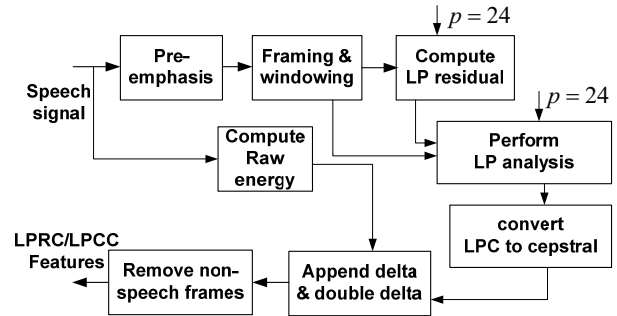 p = 24
Pre-
emphasis
Framing &
windowing
Compute
LP residual
Speech
signal
p = 24
Compute
Raw
energy
Perform
LP analysis
convert
LPC to cepstral
LPRC/LPCC
Features
Remove non-
speech frames
Append delta
& double delta